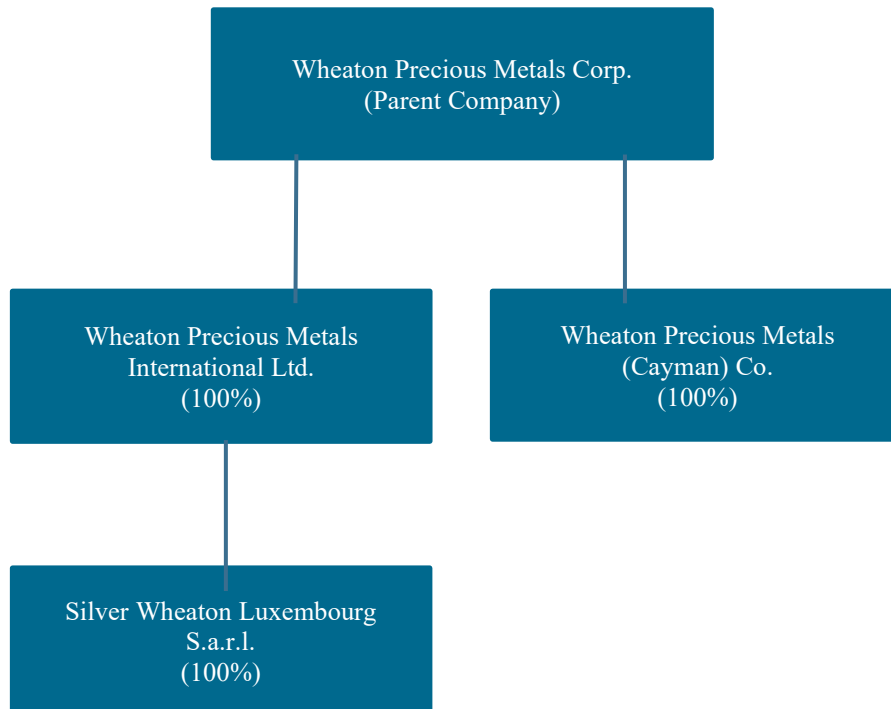 Wheaton Precious Metals Corp.
(Parent Company)
Wheaton Precious Metals
International Ltd.
(100%)
Wheaton Precious Metals
(Cayman) Co.
(100%)
Silver Wheaton Luxembourg
S.a.r.l.
(100%)